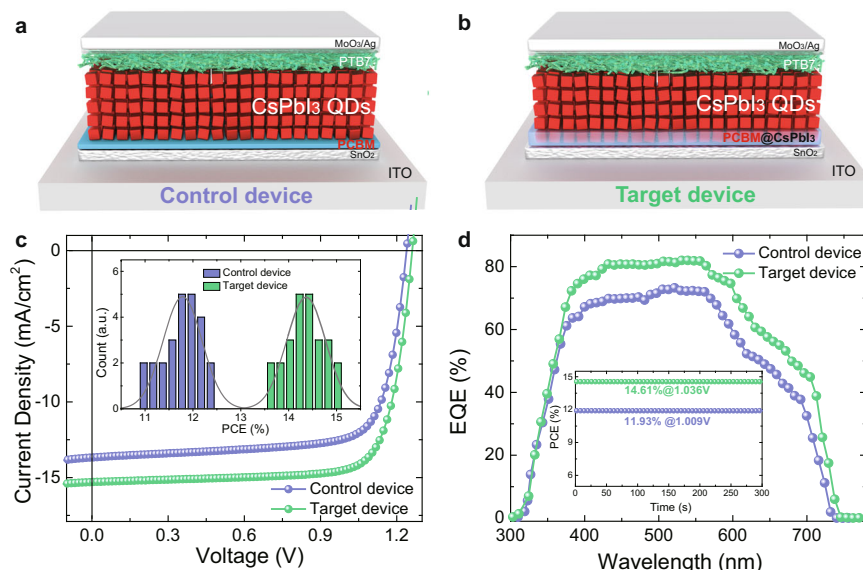 a
MoO3/Ag
PTB7
CsPbI3 QDs
PCBM
SnO2
ITO
Control device
b
MoO3/Ag
PTB7
CsPbI3 QDs
PCBM@CsPbI3
SnO2
ITO
Target device
c
Current Density (mA/cm²)
0
-5
-10
-15
0.0 0.3 0.6 0.9 1.2
Voltage (V)
Control device
Target device
Count (a.u.)
6
4
2
0
11 12 13 14 15
PCE (%)
Control device
Target device
d
EQE (%)
80
60
40
20
0
300 400 500 600 700
Wavelength (nm)
Control device
Target device
PCE (%)
15
12
9
6
14.61%@1.036V
11.93% @1.009V
0 50 100 150 200 250 300
Time (s)